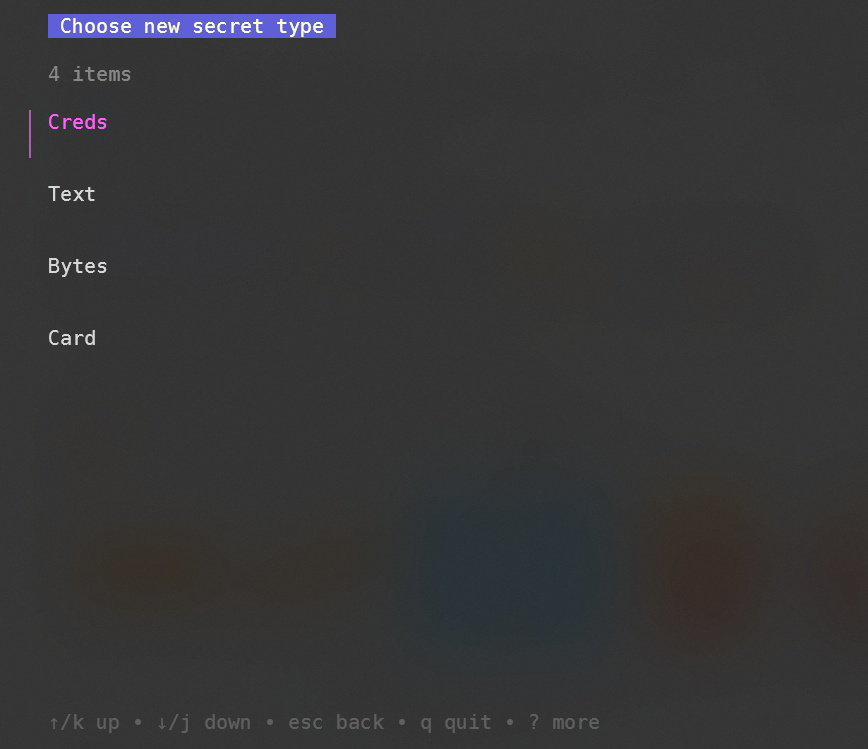 Choose new secret type
4 items
Creds
Text
Bytes
Card
↑/k up • ↓/j down • esc back • q quit • ? more